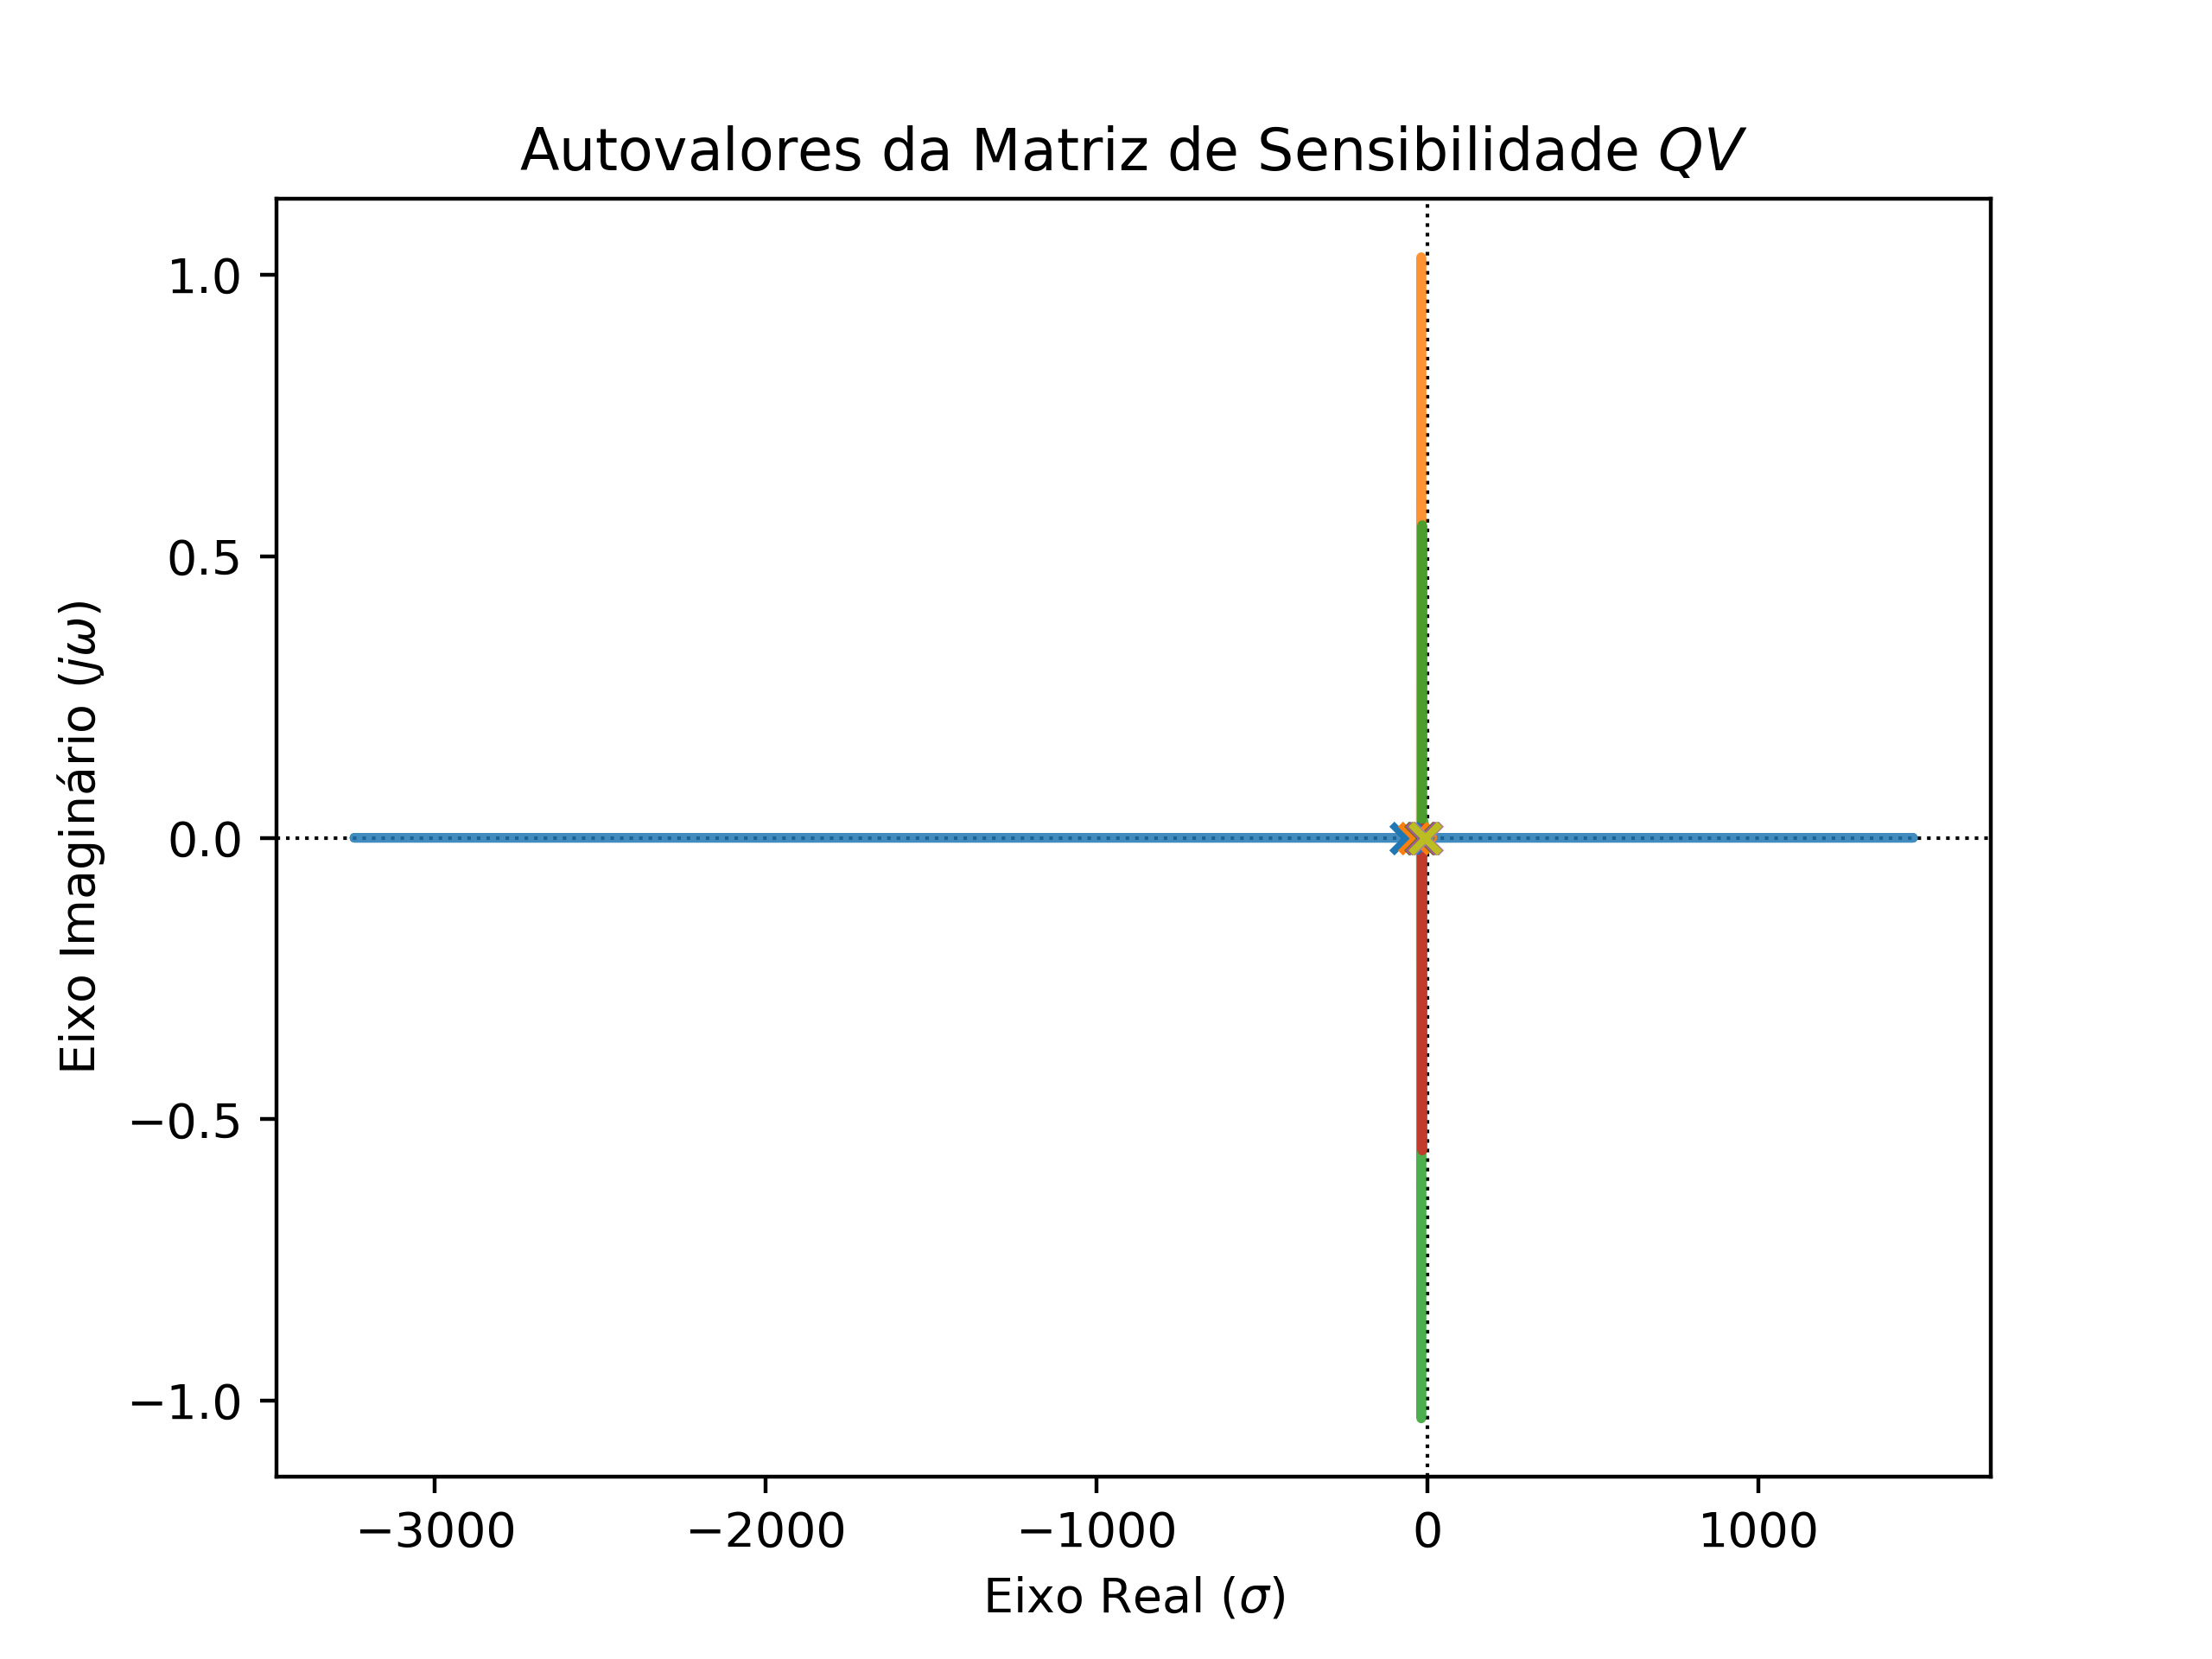 Autovalores da Matriz de Sensibilidade QV
1.0
0.5
0.0
−0.5
−1.0
Eixo Imaginário (jω)
−3000 −2000 −1000 0 1000
Eixo Real (σ)